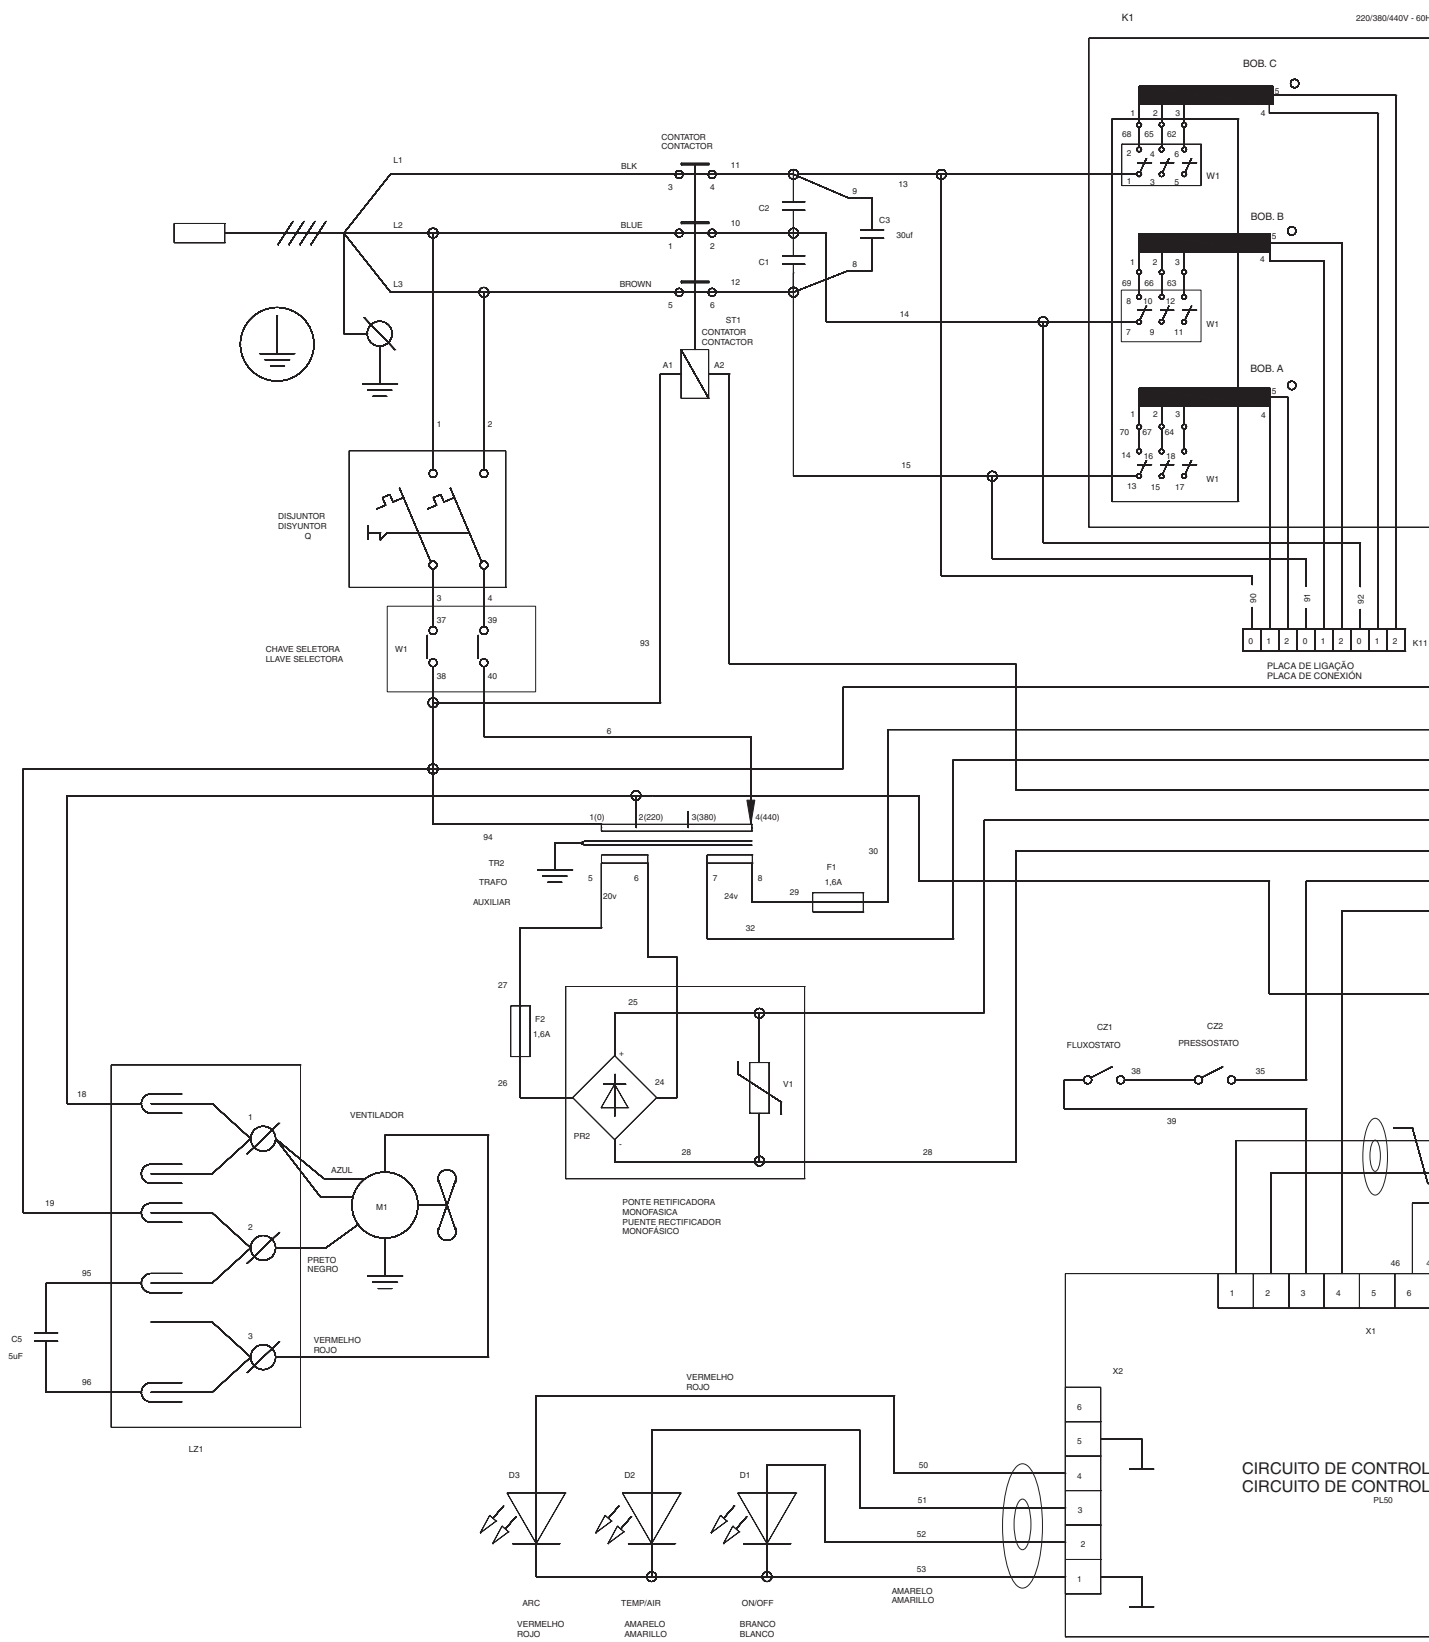 K1
220/380/440V - 60H
BOB. C
5
4
1 2 3
68 65 62
2 4 6
1 3 5
W1
CONTATOR
CONTACTOR
L1
BLK
3 4
11
13
9
C2
C3
30uf
L2
BLUE
1 2
10
C1
8
L3
BROWN
5 6
12
ST1
CONTATOR
CONTACTOR
A1 A2
14
15
BOB. B
5
4
1 2 3
69 66 63
8 10 12
7 9 11
W1
BOB. A
5
4
1 2 3
70 67 64
14 16 18
13 15 17
W1
1 2
DISJUNTOR
DISYUNTOR
Q
3 4
37 39
CHAVE SELETORA
LLAVE SELECTORA
W1
38 40
93
90 91 92
0 1 2 0 1 2 0 1 2
K11
PLACA DE LIGAÇÃO
PLACA DE CONEXIÓN
6
1(0) 2(220) 3(380) 4(440)
94
TR2
TRAFO
AUXILIAR
5 6 7 8
20v 24v
29
F1
1,6A
30
32
27
F2
1,6A
26
25
+
24
V1
PR2
-
28
28
PONTE RETIFICADORA
MONOFASICA
PUENTE RECTIFICADOR
MONOFÁSICO
CZ1
FLUXOSTATO
CZ2
PRESSOSTATO
38
35
39
18
1
VENTILADOR
AZUL
M1
19
2
PRETO
NEGRO
95
C5
5uF
3
VERMELHO
ROJO
96
LZ1
46 4
1 2 3 4 5 6
X1
X2
6
5
4
3
2
1
VERMELHO
ROJO
D3 D2 D1
50
51
52
53
AMARELO
AMARILLO
ARC TEMP/AIR ON/OFF
VERMELHO AMARELO BRANCO
ROJO AMARILLO BLANCO
CIRCUITO DE CONTROL
CIRCUITO DE CONTROL
PL50